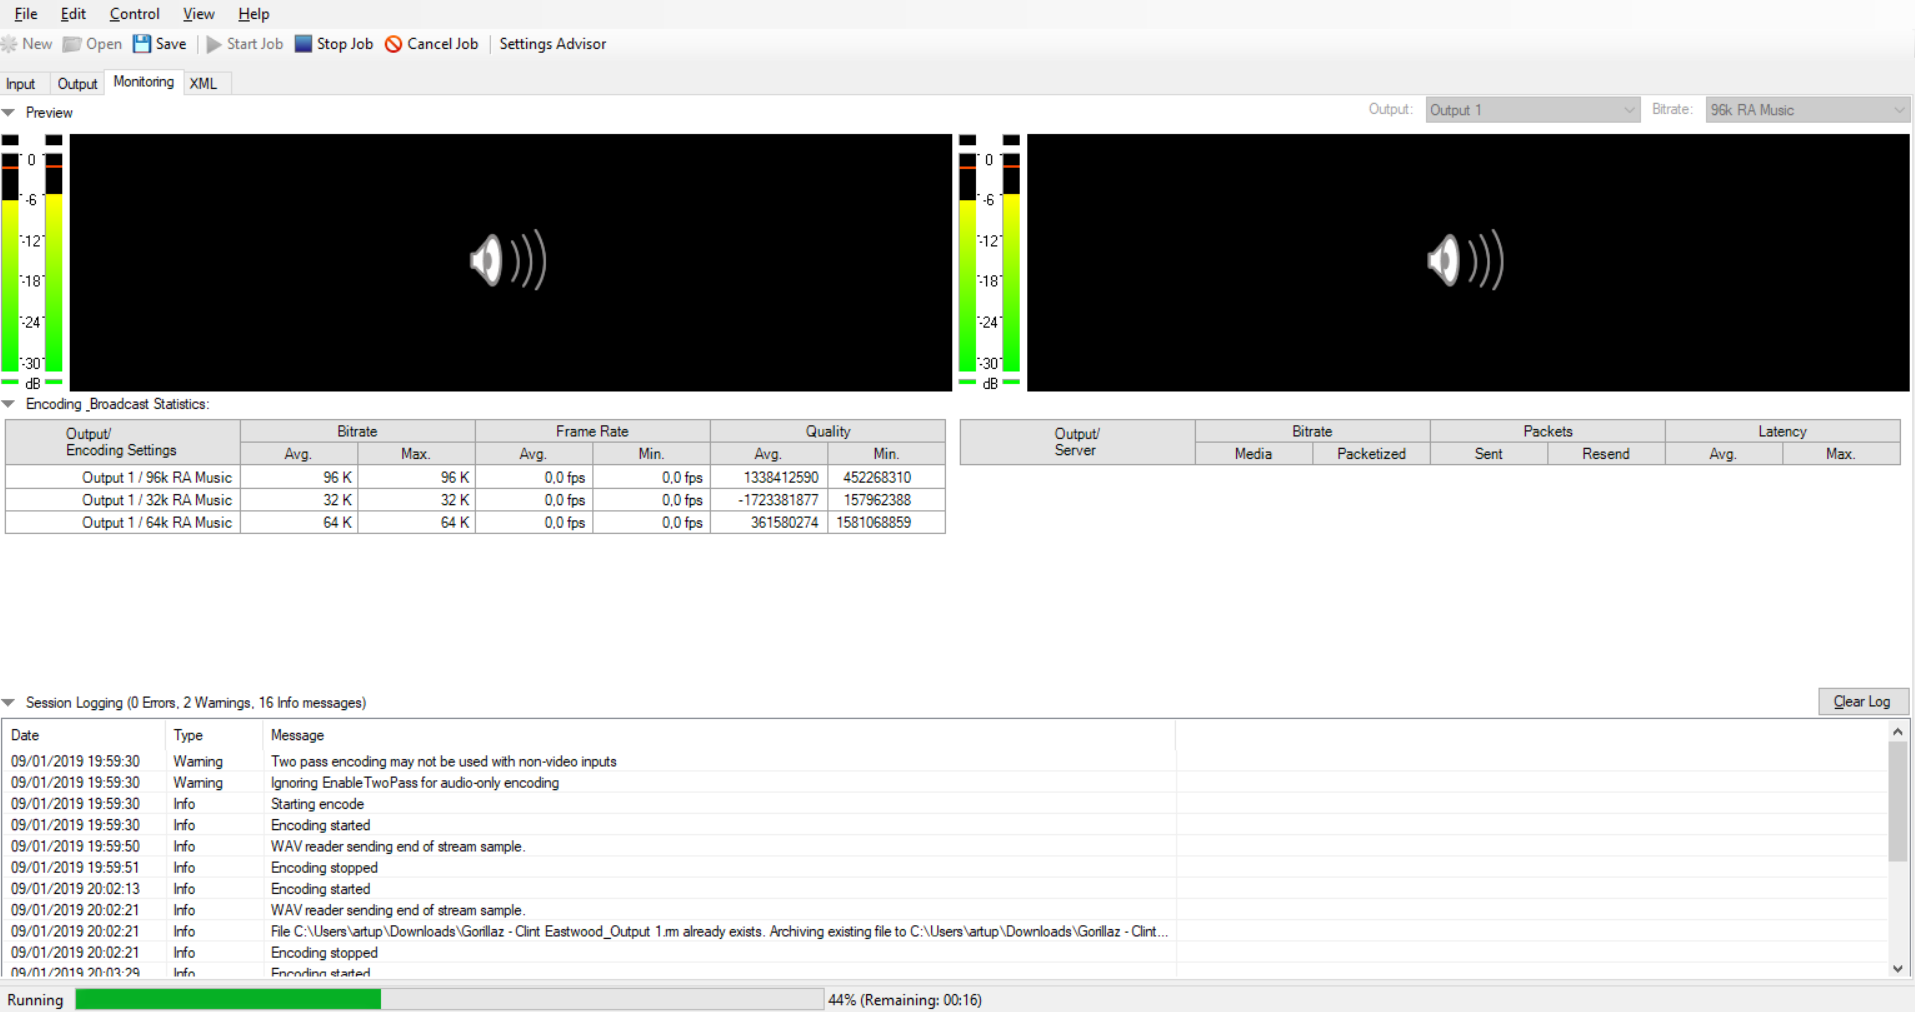 File Edit Control View Help
New Open Save Start Job Stop Job Cancel Job Settings Advisor
Input Output Monitoring XML
Preview Output: Output 1 Bitrate: 96k RA Music
0 0
-6 -6
-12 -12
-18 -18
-24 -24
-30 -30
dB dB
Encoding _Broadcast Statistics:
Output/ Bitrate Frame Rate Quality Output/ Bitrate Packets Latency
Encoding Settings Avg. Max. Avg. Min. Avg. Min. Server Media Packetized Sent Resend Avg. Max.
Output 1 / 96k RA Music 96 K 96 K 0,0 fps 0,0 fps 1338412590 452268310
Output 1 / 32k RA Music 32 K 32 K 0,0 fps 0,0 fps -1723381877 157962388
Output 1 / 64k RA Music 64 K 64 K 0,0 fps 0,0 fps 361580274 1581068859
Session Logging (0 Errors, 2 Warnings, 16 Info messages) Clear Log
Date Type Message
09/01/2019 19:59:30 Warning Two pass encoding may not be used with non-video inputs
09/01/2019 19:59:30 Warning Ignoring EnableTwoPass for audio-only encoding
09/01/2019 19:59:30 Info Starting encode
09/01/2019 19:59:30 Info Encoding started
09/01/2019 19:59:50 Info WAV reader sending end of stream sample.
09/01/2019 19:59:51 Info Encoding stopped
09/01/2019 20:02:13 Info Encoding started
09/01/2019 20:02:21 Info WAV reader sending end of stream sample.
09/01/2019 20:02:21 Info File C:\Users\artup\Downloads\Gorillaz - Clint Eastwood_Output 1.rm already exists. Archiving existing file to C:\Users\artup\Downloads\Gorillaz - Clint...
09/01/2019 20:02:21 Info Encoding stopped
09/01/2019 20:03:29 Info Encoding started
Running 44% (Remaining: 00:16)